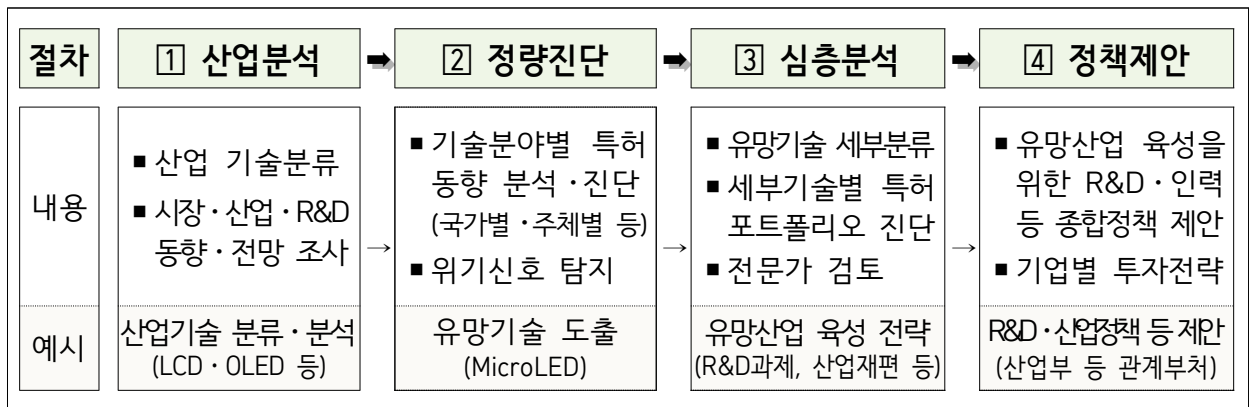 절차
1 산업분석
➡
2 정량진단
➡
3 심층분석
➡
4 정책제안
내용
■ 산업 기술분류
■ 시장·산업·R&D
동향·전망 조사
→
■ 기술분야별 특허
동향 분석·진단
(국가별·주체별 등)
■ 위기신호 탐지
→
■ 유망기술 세부분류
■ 세부기술별 특허
포트폴리오 진단
■ 전문가 검토
→
■ 유망산업 육성을
위한 R&D·인력
등 종합정책 제안
■ 기업별 투자전략
예시
산업기술 분류·분석
(LCD·OLED 등)
유망기술 도출
(MicroLED)
유망산업 육성 전략
(R&D과제, 산업재편 등)
R&D·산업정책 등 제안
(산업부 등 관계부처)